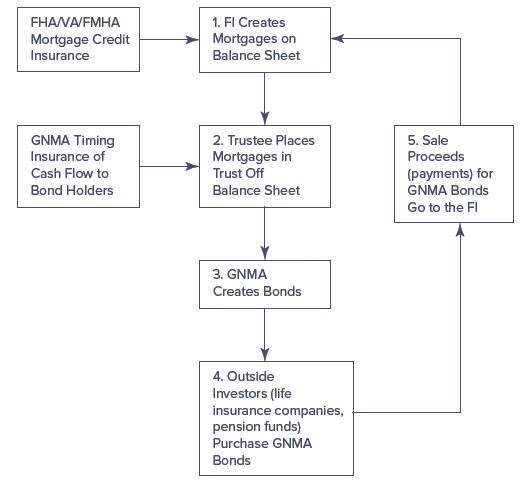 FHA/VA/FMHA
Mortgage Credit
Insurance
1. FI Creates
Mortgages on
Balance Sheet
GNMA Timing
Insurance of
Cash Flow to
Bond Holders
2. Trustee Places
Mortgages in
Trust Off
Balance Sheet
5. Sale
Proceeds
(payments) for
GNMA Bonds
Go to the FI
3. GNMA
Creates Bonds
4. Outside
Investors (life
insurance companies,
pension funds)
Purchase GNMA
Bonds